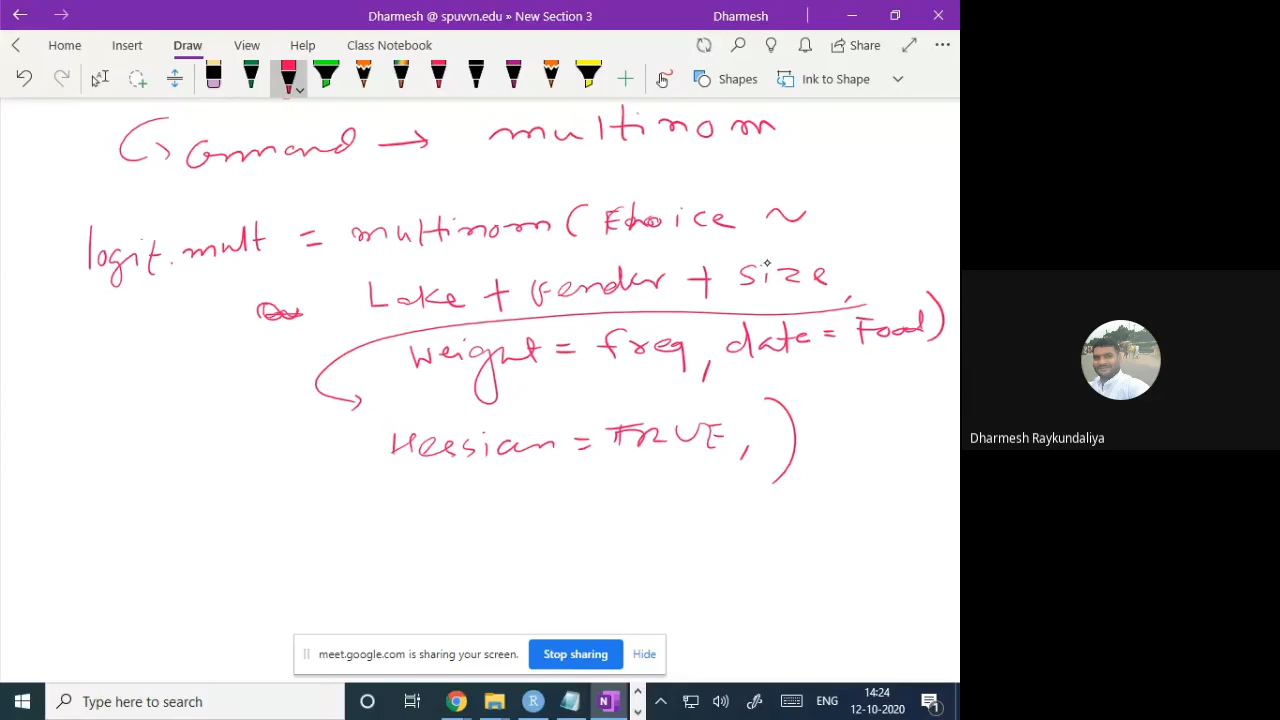 Dharmesh @ spuvvn.edu » New Section 3
Dharmesh
Home Insert Draw View Help Class Notebook
Share
Shapes
Ink to Shape
Command → multinom
logit.mult = multinom( Choice ~
Lake + Gender + Size,
weight = freq, data = Food)
Hessian = TRUE, )
Dharmesh Raykundaliya
meet.google.com is sharing your screen.
Stop sharing
Hide
Type here to search
ENG
14:24
12-10-2020
1